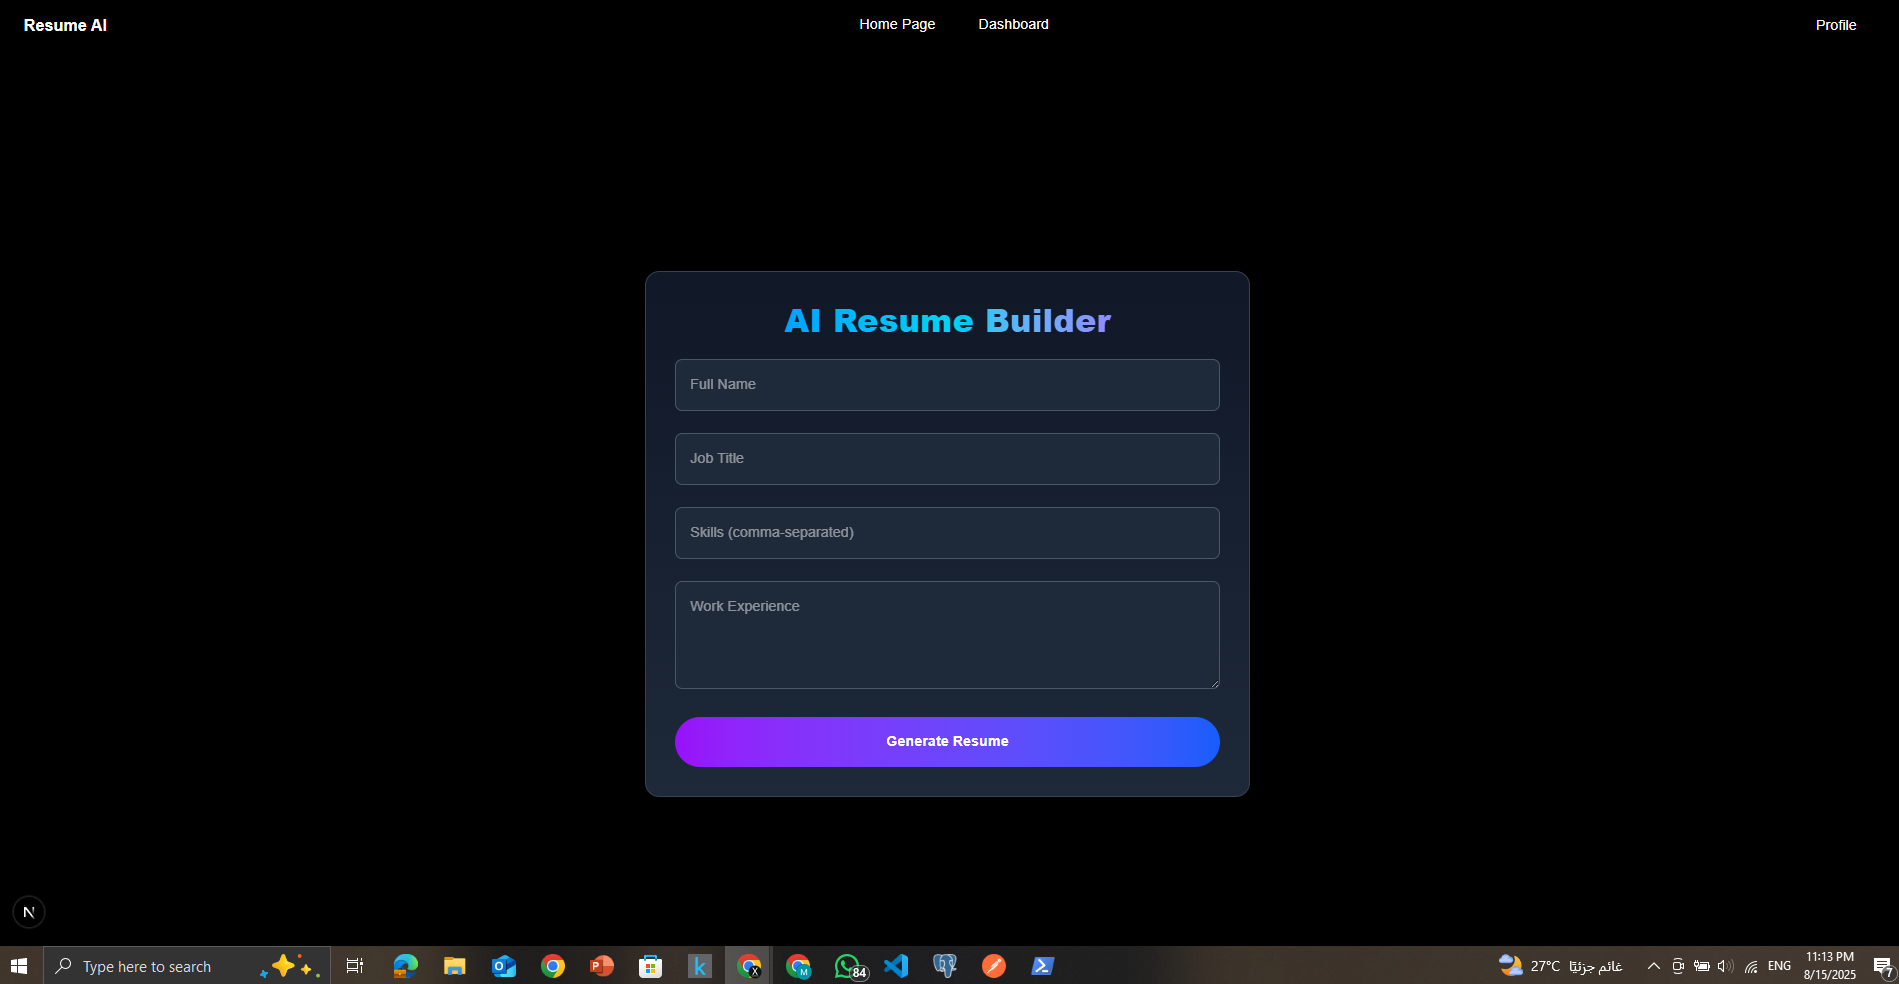 Resume AI
Home Page
Dashboard
Profile
AI Resume Builder
Full Name
Job Title
Skills (comma-separated)
Work Experience
Generate Resume
N
Type here to search
O
P
k
X
M
84
27°C غائم جزئيًا
ENG
11:13 PM
8/15/2025
7